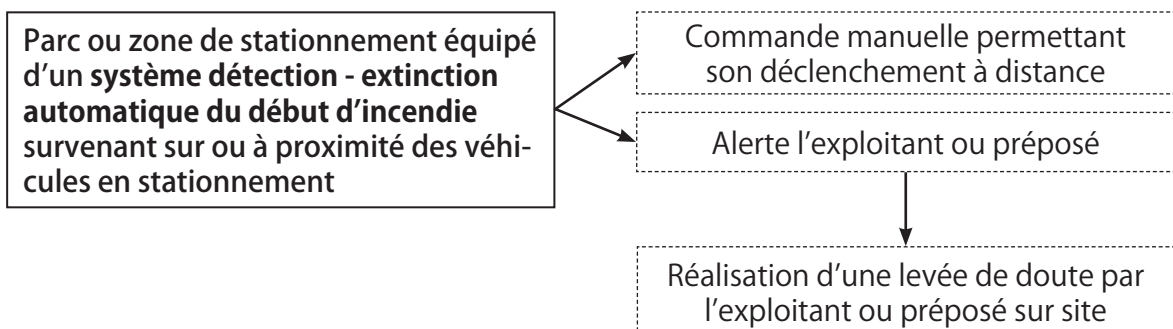 Parc ou zone de stationnement équipé
d’un système détection - extinction
automatique du début d’incendie
survenant sur ou à proximité des véhi-
cules en stationnement
Commande manuelle permettant
son déclenchement à distance
Alerte l’exploitant ou préposé
Réalisation d’une levée de doute par
l’exploitant ou préposé sur site